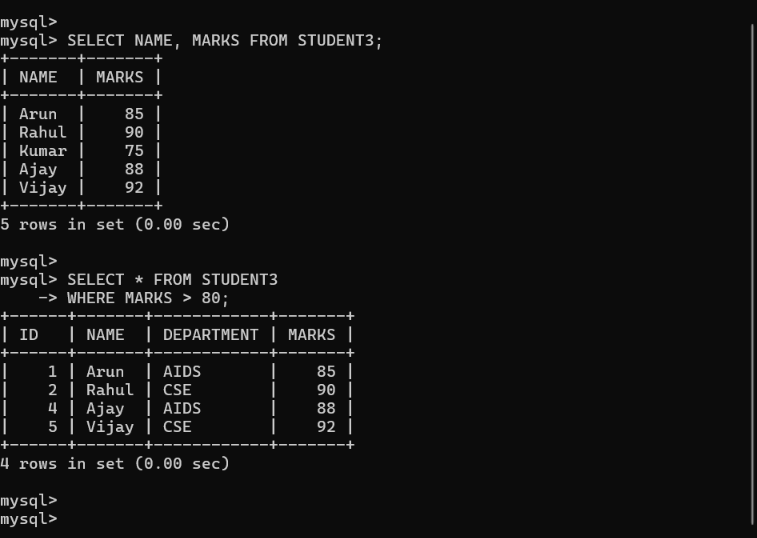 mysql>
mysql> SELECT NAME, MARKS FROM STUDENT3;
+-------+-------+
| NAME  | MARKS |
+-------+-------+
| Arun  |    85 |
| Rahul |    90 |
| Kumar |    75 |
| Ajay  |    88 |
| Vijay |    92 |
+-------+-------+
5 rows in set (0.00 sec)

mysql>
mysql> SELECT * FROM STUDENT3
    -> WHERE MARKS > 80;
+------+-------+------------+-------+
| ID   | NAME  | DEPARTMENT | MARKS |
+------+-------+------------+-------+
|    1 | Arun  | AIDS       |    85 |
|    2 | Rahul | CSE        |    90 |
|    4 | Ajay  | AIDS       |    88 |
|    5 | Vijay | CSE        |    92 |
+------+-------+------------+-------+
4 rows in set (0.00 sec)

mysql>
mysql>